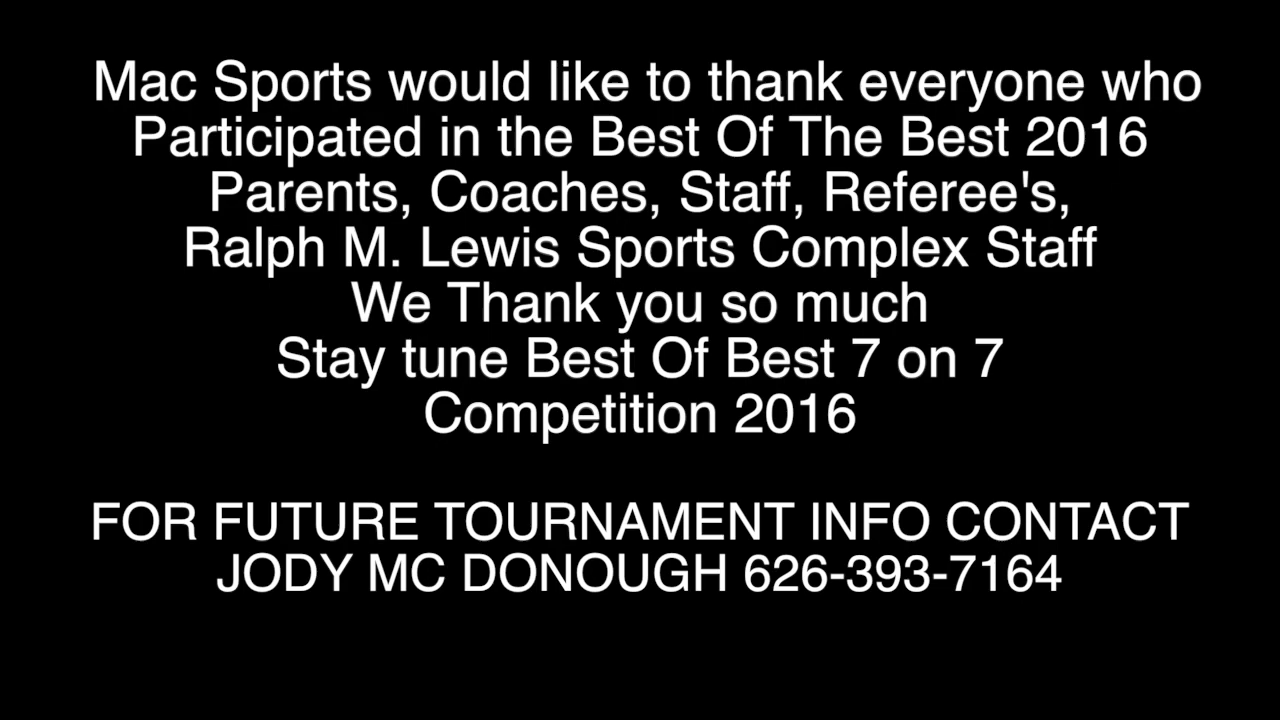 Mac Sports would like to thank everyone who
Participated in the Best Of The Best 2016
Parents, Coaches, Staff, Referee's,
Ralph M. Lewis Sports Complex Staff
We Thank you so much
Stay tune Best Of Best 7 on 7
Competition 2016
FOR FUTURE TOURNAMENT INFO CONTACT
JODY MC DONOUGH 626-393-7164